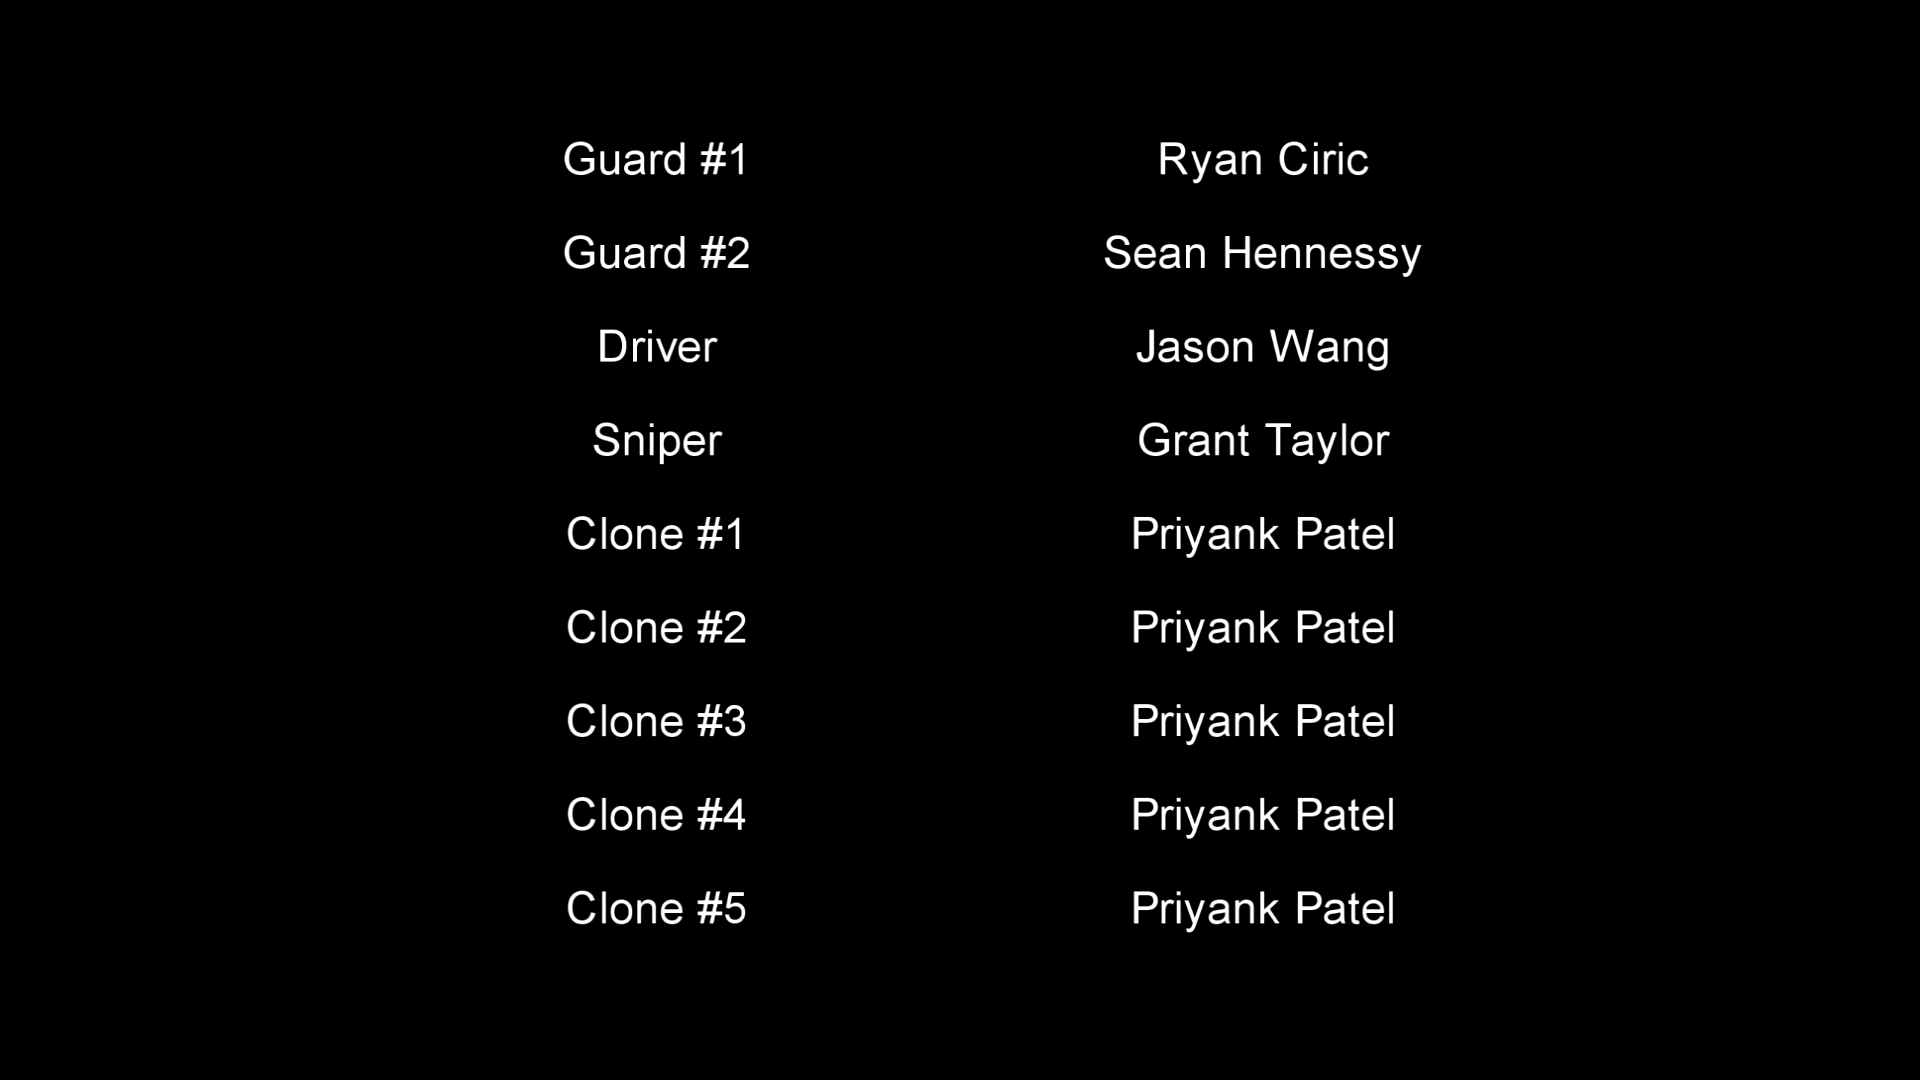 Guard #1 Ryan Ciric
Guard #2 Sean Hennessy
Driver Jason Wang
Sniper Grant Taylor
Clone #1 Priyank Patel
Clone #2 Priyank Patel
Clone #3 Priyank Patel
Clone #4 Priyank Patel
Clone #5 Priyank Patel